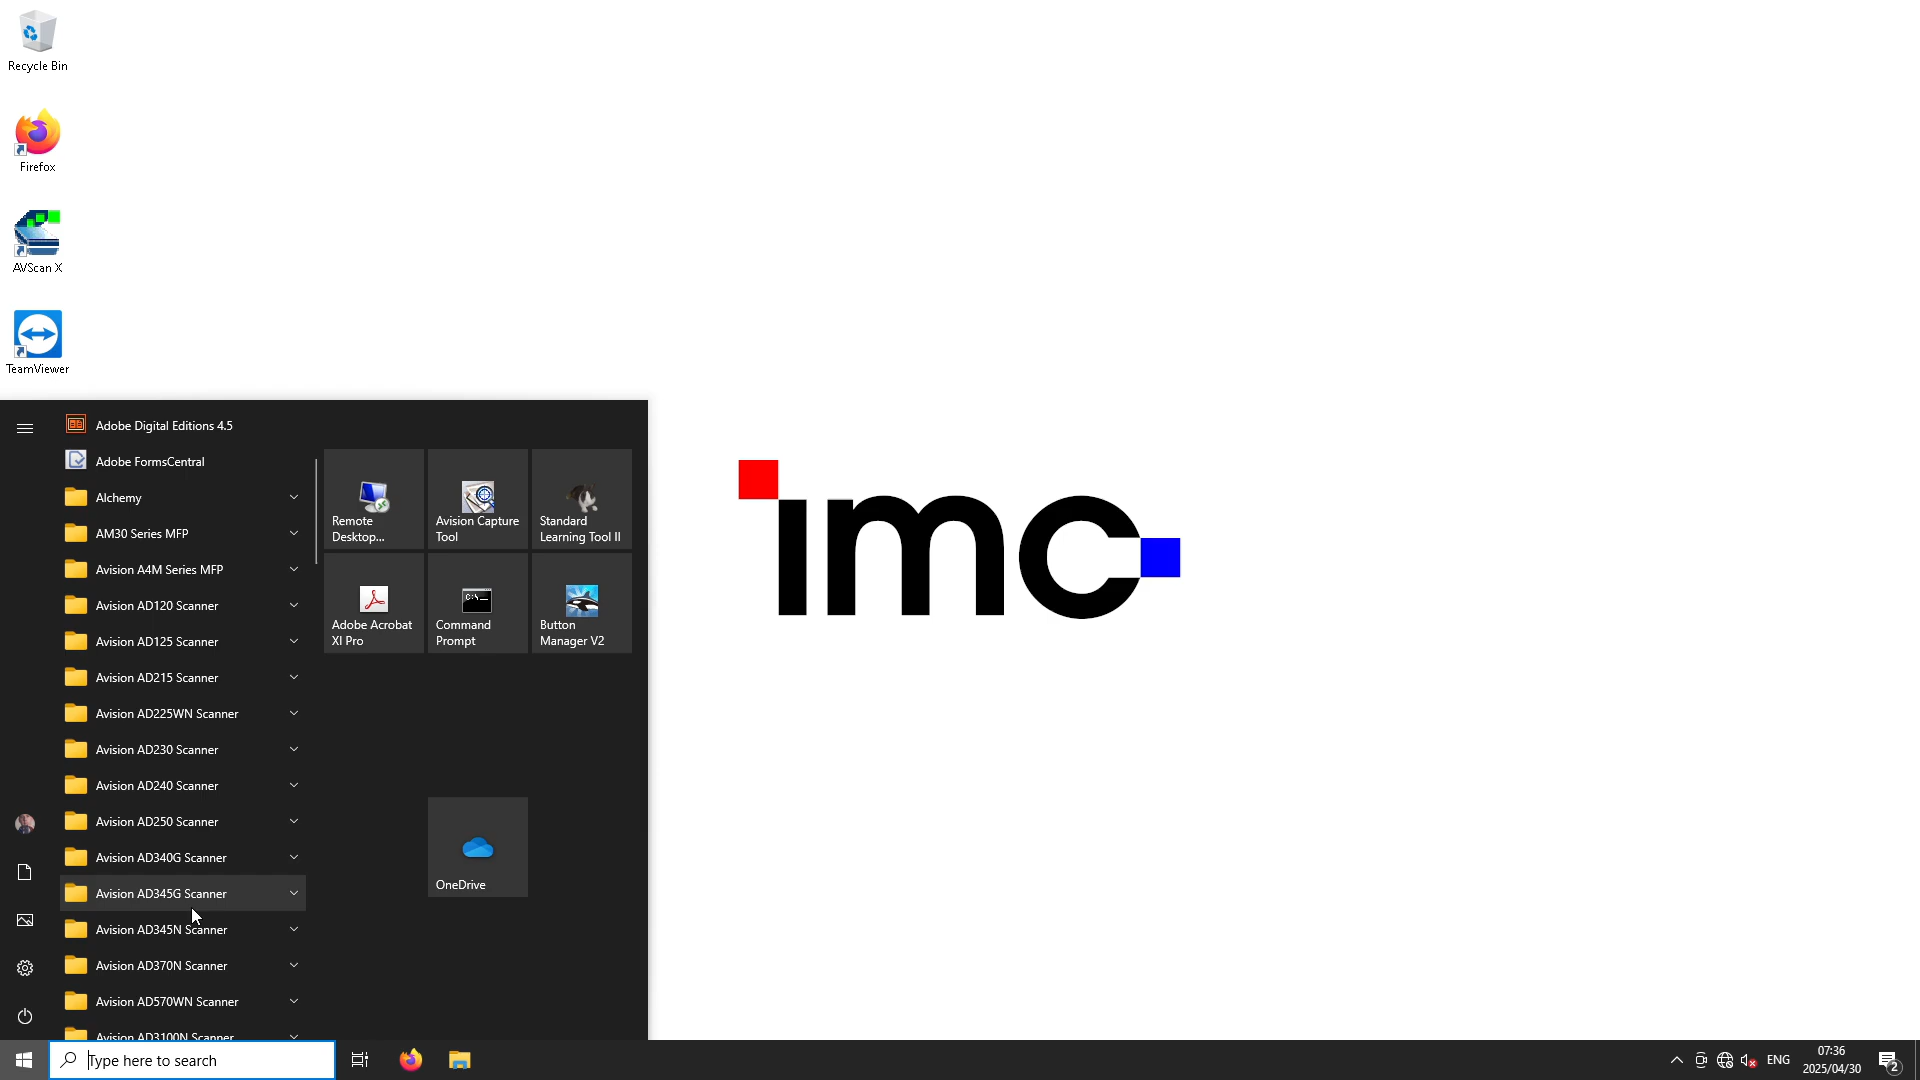 Recycle Bin
Firefox
AVScan X
TeamViewer
Adobe Digital Editions 4.5
Adobe FormsCentral
Alchemy
AM30 Series MFP
Avision A4M Series MFP
Avision AD120 Scanner
Avision AD125 Scanner
Avision AD215 Scanner
Avision AD225WN Scanner
Avision AD230 Scanner
Avision AD240 Scanner
Avision AD250 Scanner
Avision AD340G Scanner
Avision AD345G Scanner
Avision AD345N Scanner
Avision AD370N Scanner
Avision AD570WN Scanner
Avision AD3100N Scanner
Remote
Desktop...
Avision Capture
Tool
Standard
Learning Tool II
Adobe Acrobat
XI Pro
C:\_
Command
Prompt
Button
Manager V2
OneDrive
imc
Type here to search
ENG
07:36
2025/04/30
2